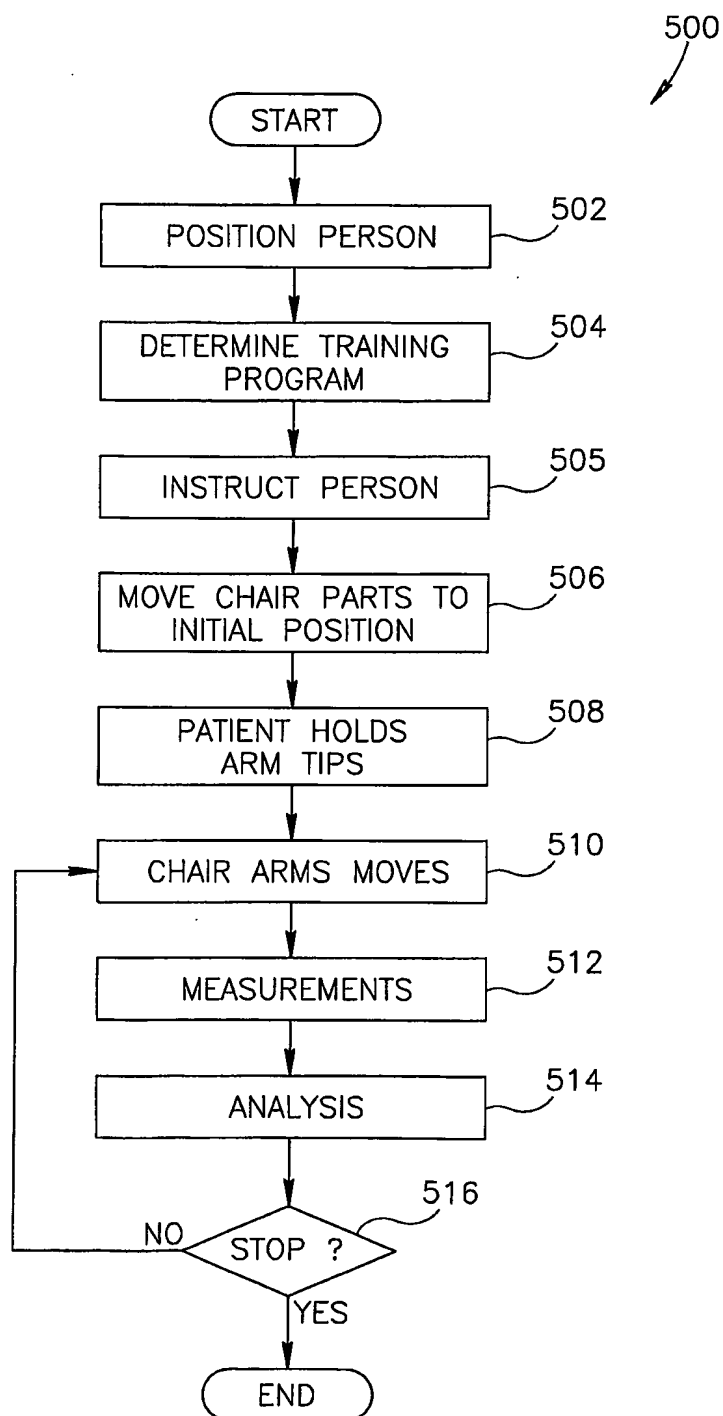 500
START
POSITION PERSON
502
DETERMINE TRAINING
PROGRAM
504
INSTRUCT PERSON
505
MOVE CHAIR PARTS TO
INITIAL POSITION
506
PATIENT HOLDS
ARM TIPS
508
CHAIR ARMS MOVES
510
MEASUREMENTS
512
ANALYSIS
514
STOP ?
516
NO
YES
END